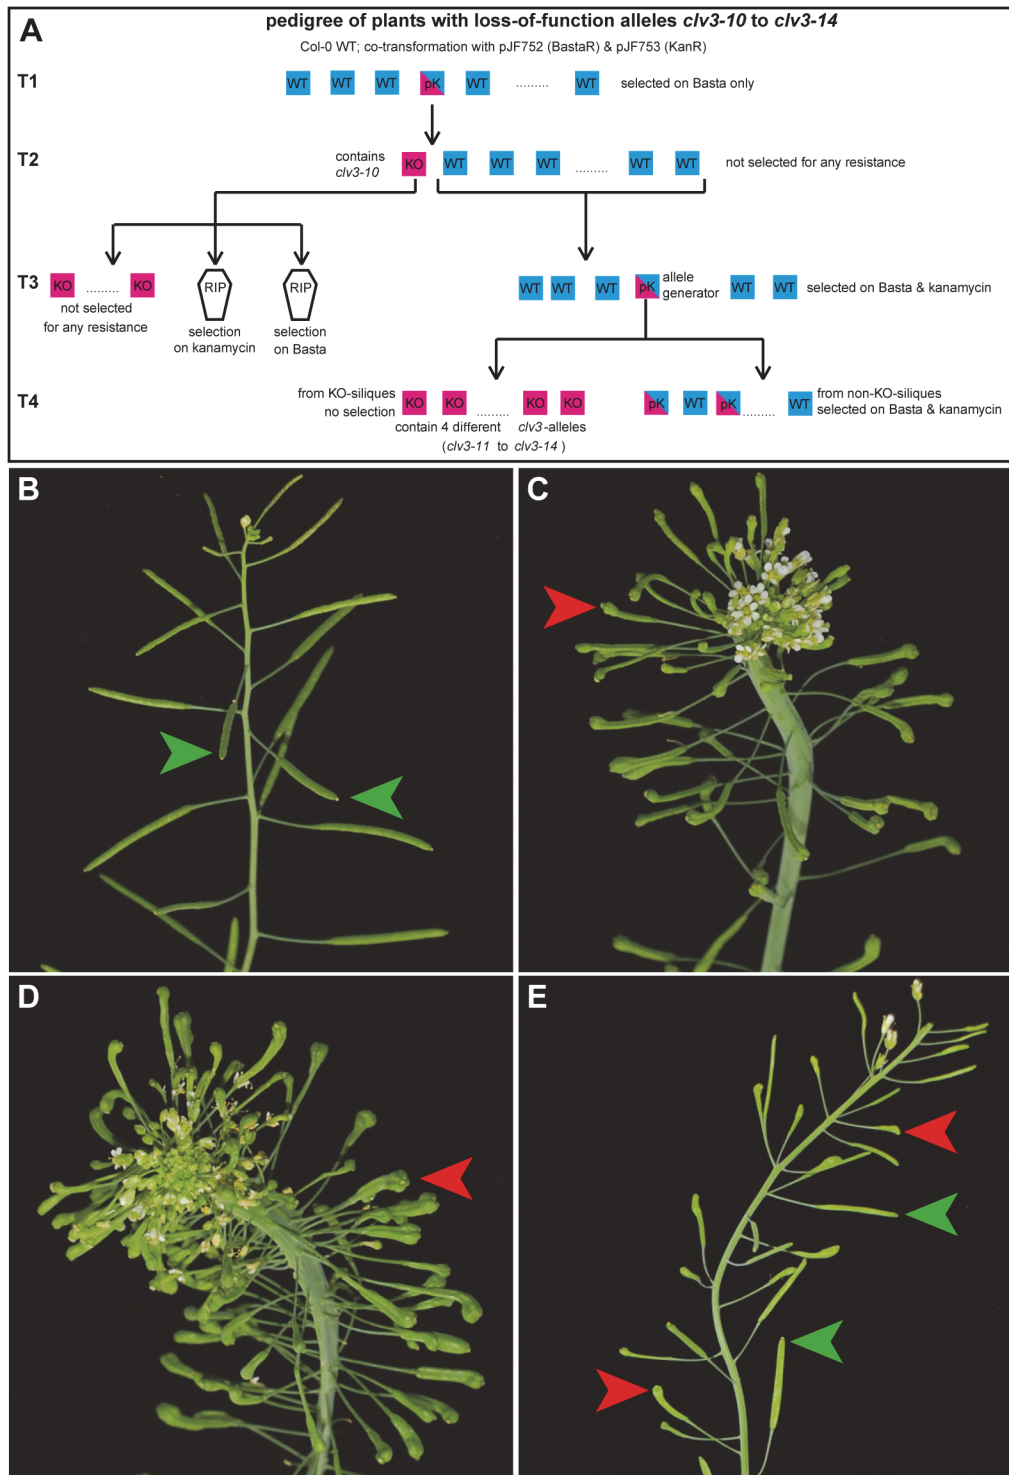 A
pedigree of plants with loss-of-function alleles clv3-10 to clv3-14
Col-0 WT; co-transformation with pJF752 (BastaR) & pJF753 (KanR)
T1
WT WT WT pK WT ......... WT selected on Basta only
T2
contains
clv3-10
KO WT WT WT ......... WT WT not selected for any resistance
T3
KO ......... KO
not selected
for any resistance
RIP
selection
on kanamycin
RIP
selection
on Basta
WT WT WT pK
allele
generator
WT WT selected on Basta & kanamycin
T4
from KO-siliques
no selection
KO KO ......... KO KO
contain 4 different clv3-alleles
(clv3-11 to clv3-14)
pK WT pK ......... WT
from non-KO-siliques
selected on Basta & kanamycin
B
C
D
E